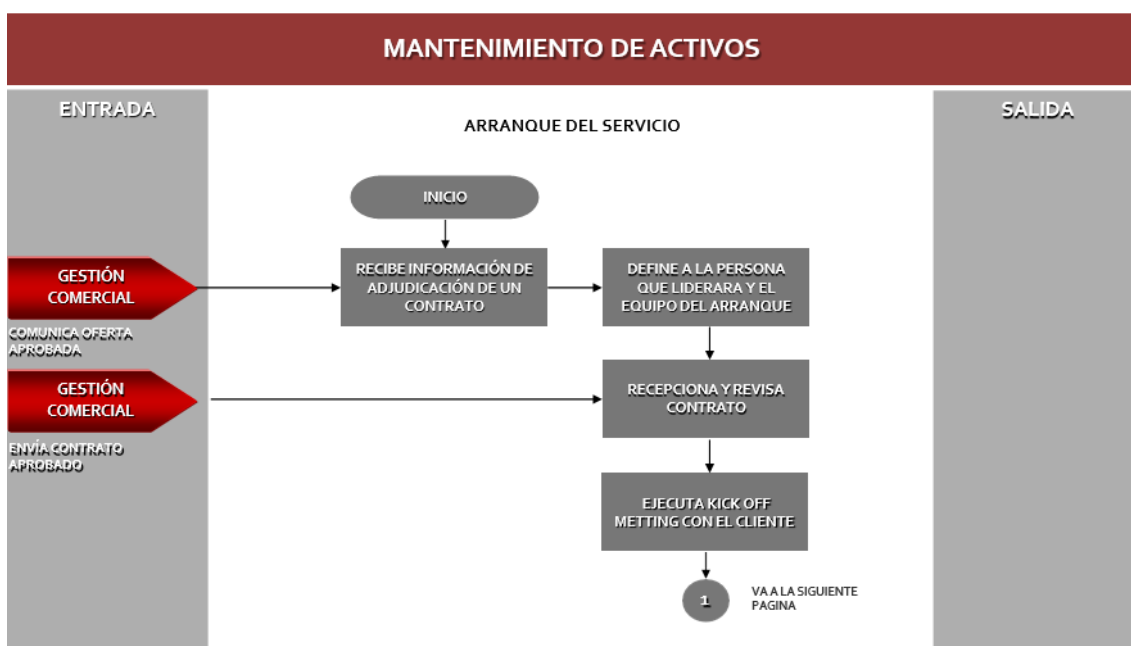 MANTENIMIENTO DE ACTIVOS
ENTRADA
SALIDA
ARRANQUE DEL SERVICIO
INICIO
GESTIÓN
COMERCIAL
COMUNICA OFERTA
APROBADA
RECIBE INFORMACIÓN DE
ADJUDICACIÓN DE UN
CONTRATO
DEFINE A LA PERSONA
QUE LIDERARA Y EL
EQUIPO DEL ARRANQUE
GESTIÓN
COMERCIAL
ENVÍA CONTRATO
APROBADO
RECEPCIONA Y REVISA
CONTRATO
EJECUTA KICK OFF
METTING CON EL CLIENTE
1
VA A LA SIGUIENTE
PAGINA